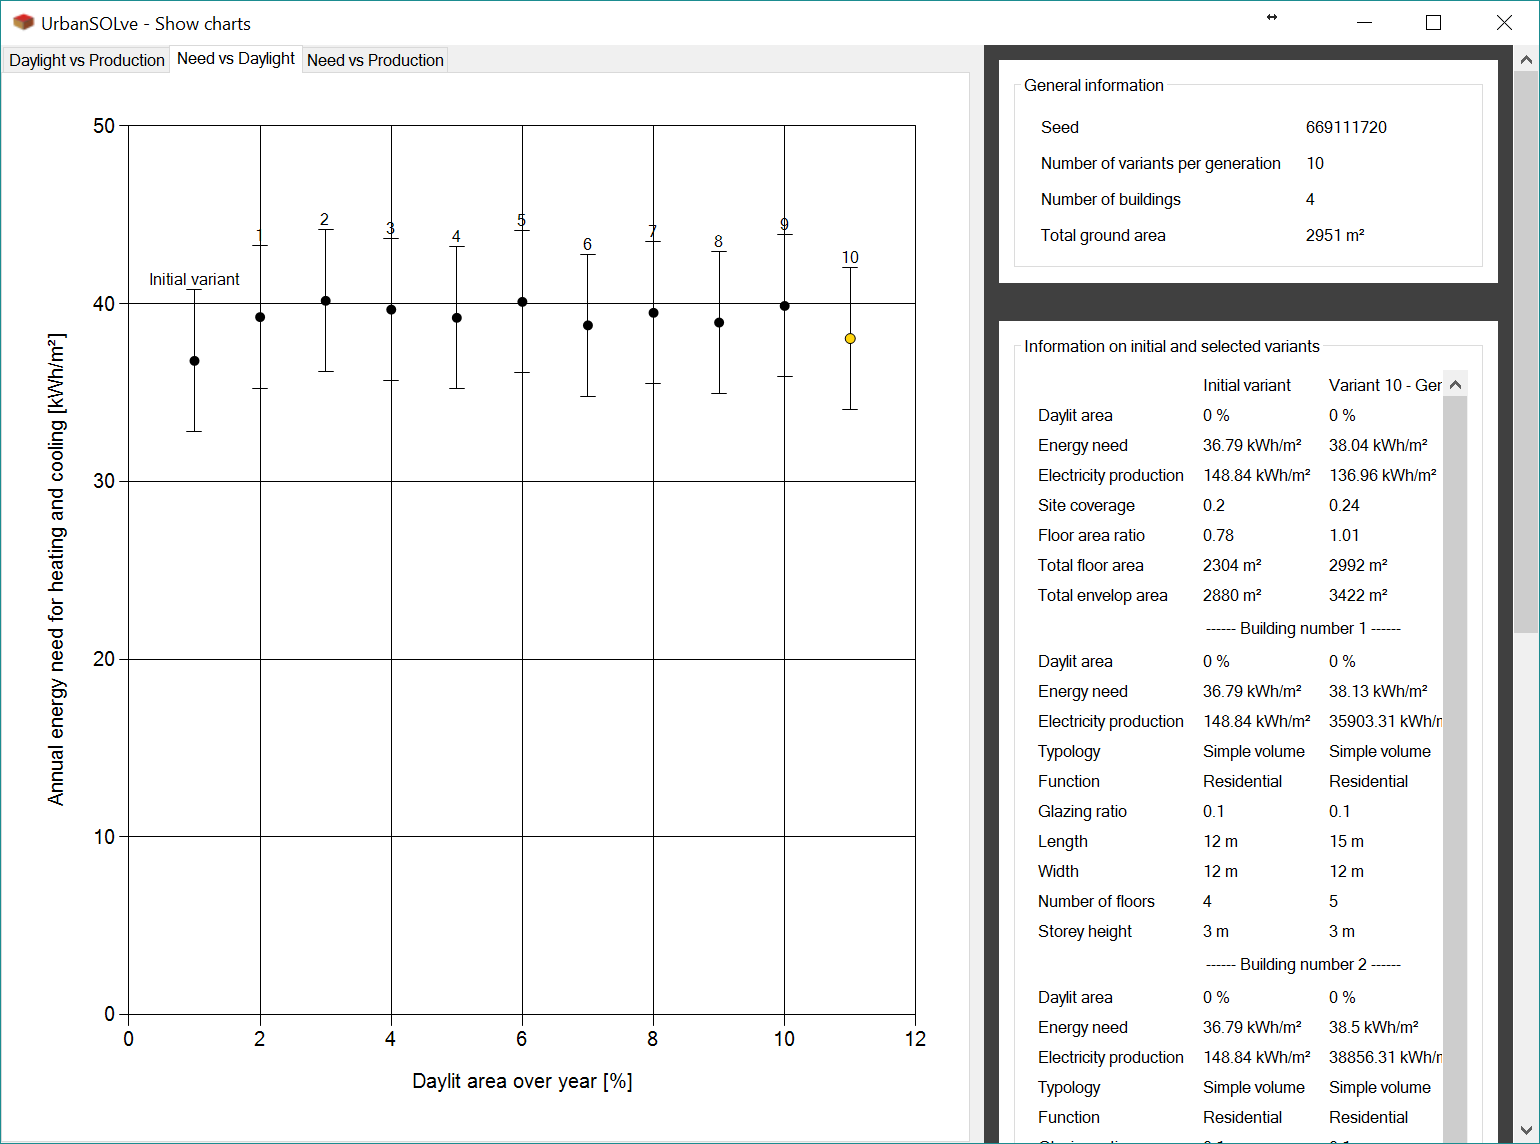 UrbanSOLve - Show charts
Daylight vs Production
Need vs Daylight
Need vs Production
50
40
30
20
10
0
Annual energy need for heating and cooling [kWh/m²]
Initial variant
1
2
3
4
5
6
7
8
9
10
0
2
4
6
8
10
12
Daylit area over year [%]
General information
Seed 669111720
Number of variants per generation 10
Number of buildings 4
Total ground area 2951 m²
Information on initial and selected variants
Initial variant Variant 10 - Ger
Daylit area 0 % 0 %
Energy need 36.79 kWh/m² 38.04 kWh/m²
Electricity production 148.84 kWh/m² 136.96 kWh/m²
Site coverage 0.2 0.24
Floor area ratio 0.78 1.01
Total floor area 2304 m² 2992 m²
Total envelop area 2880 m² 3422 m²
------ Building number 1 ------
Daylit area 0 % 0 %
Energy need 36.79 kWh/m² 38.13 kWh/m²
Electricity production 148.84 kWh/m² 35903.31 kWh/m
Typology Simple volume Simple volume
Function Residential Residential
Glazing ratio 0.1 0.1
Length 12 m 15 m
Width 12 m 12 m
Number of floors 4 5
Storey height 3 m 3 m
------ Building number 2 ------
Daylit area 0 % 0 %
Energy need 36.79 kWh/m² 38.5 kWh/m²
Electricity production 148.84 kWh/m² 38856.31 kWh/m
Typology Simple volume Simple volume
Function Residential Residential